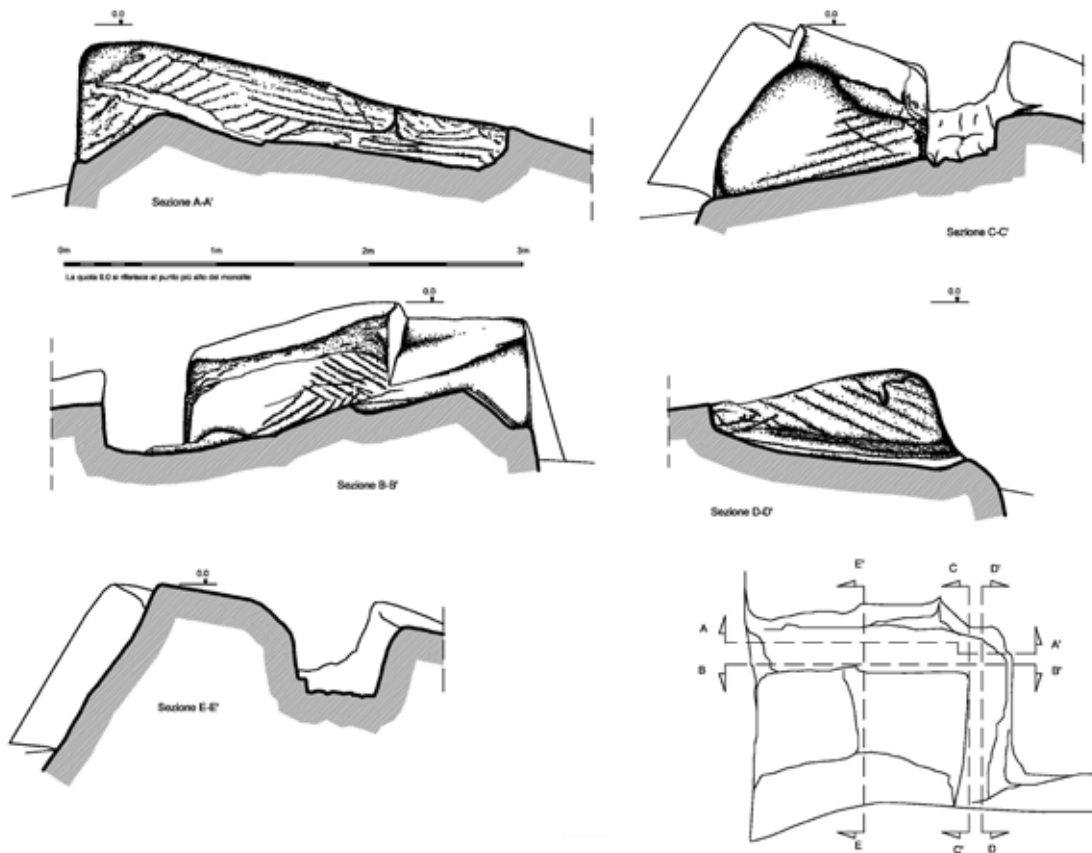 0.0
0.0
Sezione A-A'
Sezione C-C'
0m 1m 2m 3m
La quota 0.0 si riferisce al punto più alto del monolite
0.0
0.0
Sezione B-B'
Sezione D-D'
0.0
Sezione E-E'
E' C D'
A A'
B B'
E C' D